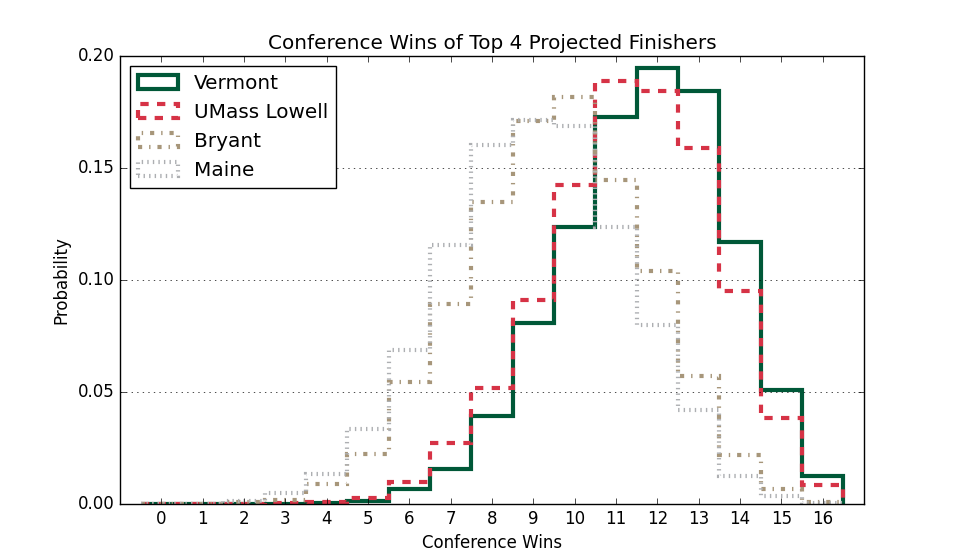 Conference Wins of Top 4 Projected Finishers
Vermont
UMass Lowell
Bryant
Maine
Probability
0.20
0.15
0.10
0.05
0.00
0 1 2 3 4 5 6 7 8 9 10 11 12 13 14 15 16
Conference Wins